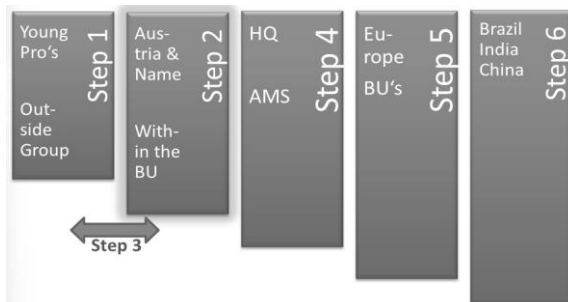 Young
Pro's
Out-
side
Group
Step 1
Aus-
tria &
Name
With-
in the
BU
Step 2
Step 3
HQ
AMS
Step 4
Eu-
rope
BU's
Step 5
Brazil
India
China
Step 6